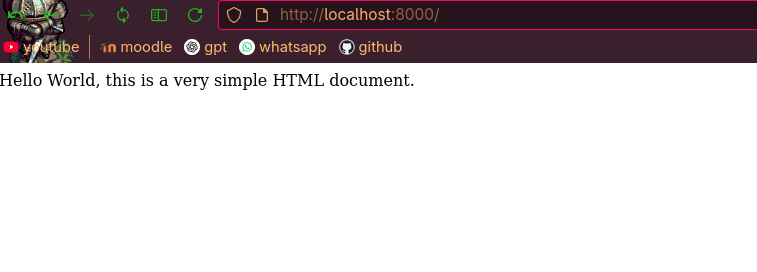 http://localhost:8000/
youtube moodle gpt whatsapp github
Hello World, this is a very simple HTML document.